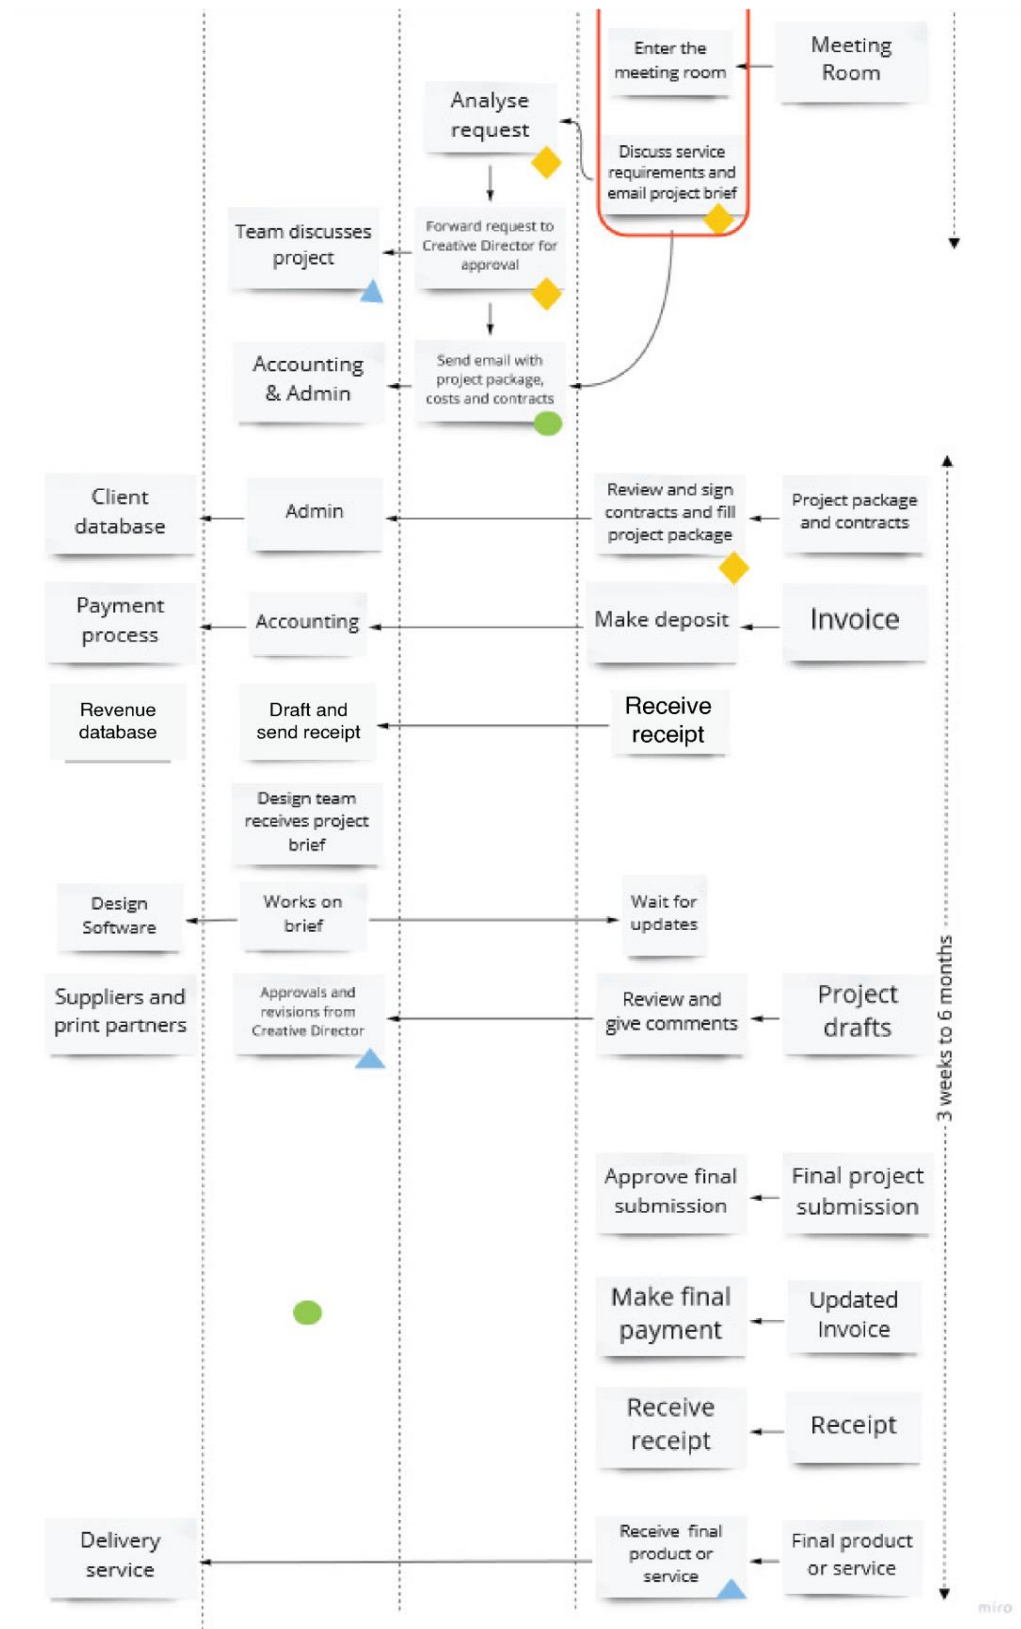 Enter the
meeting room
Meeting
Room
Analyse
request
Discuss service
requirements and
email project brief
Team discusses
project
Forward request to
Creative Director for
approval
Accounting
& Admin
Send email with
project package,
costs and contracts
Client
database
Admin
Review and sign
contracts and fill
project package
Project package
and contracts
Payment
process
Accounting
Make deposit
Invoice
Revenue
database
Draft and
send receipt
Receive
receipt
Design team
receives project
brief
Design
Software
Works on
brief
Wait for
updates
Suppliers and
print partners
Approvals and
revisions from
Creative Director
Review and
give comments
Project
drafts
3 weeks to 6 months
Approve final
submission
Final project
submission
Make final
payment
Updated
Invoice
Receive
receipt
Receipt
Delivery
service
Receive final
product or
service
Final product
or service
miro